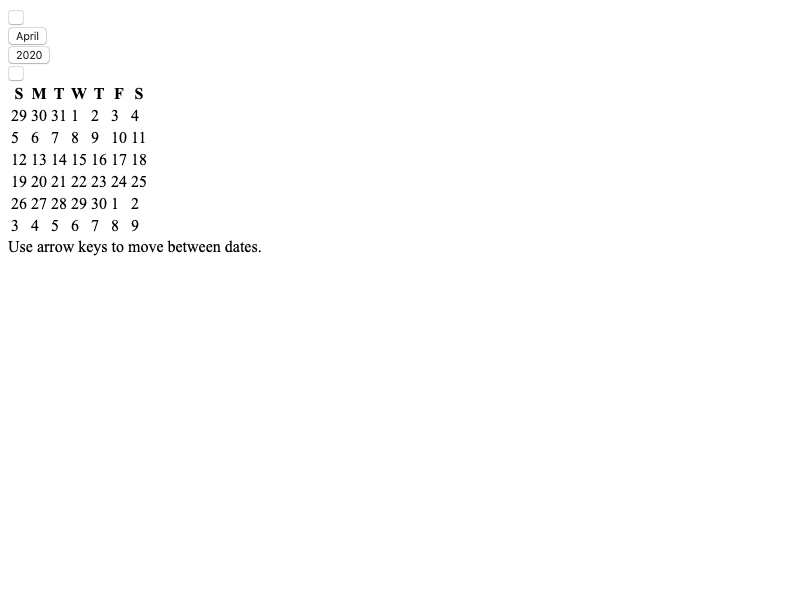 April
2020
S M T W T F S
29 30 31 1 2 3 4
5 6 7 8 9 10 11
12 13 14 15 16 17 18
19 20 21 22 23 24 25
26 27 28 29 30 1 2
3 4 5 6 7 8 9
Use arrow keys to move between dates.